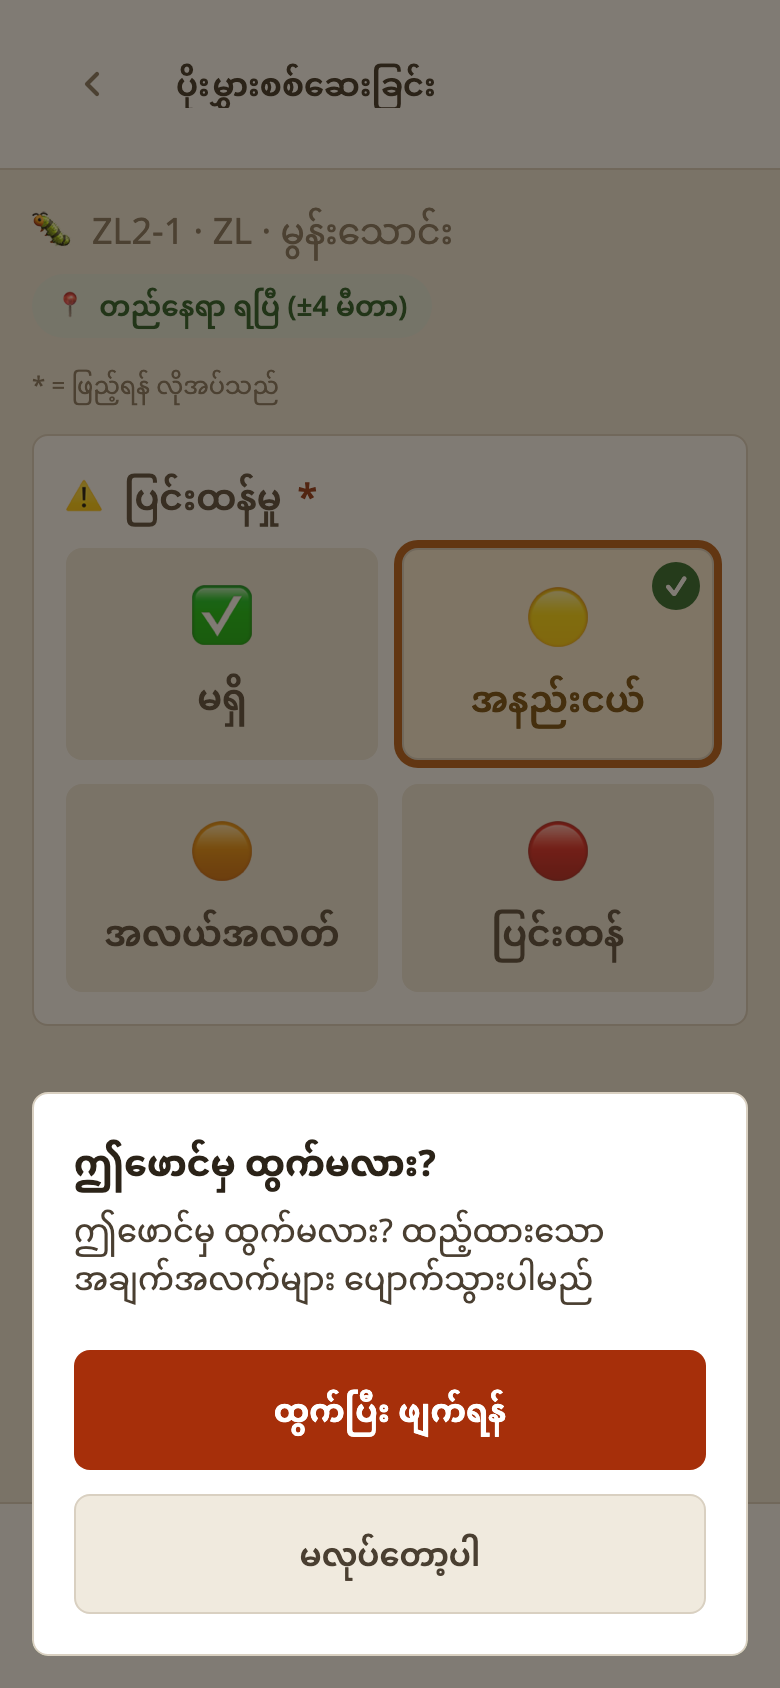 ပိုးမွှားစစ်ဆေးခြင်း
ZL2-1 · ZL · မွန်းသောင်း
တည်နေရာ ရပြီ (±4 မီတာ)
* = ဖြည့်ရန် လိုအပ်သည်
ပြင်းထန်မှု *
မရှိ
အနည်းငယ်
အလယ်အလတ်
ပြင်းထန်
ဤဖောင်မှ ထွက်မလား?
ဤဖောင်မှ ထွက်မလား? ထည့်ထားသော
အချက်အလက်များ ပျောက်သွားပါမည်
ထွက်ပြီး ဖျက်ရန်
မလုပ်တော့ပါ